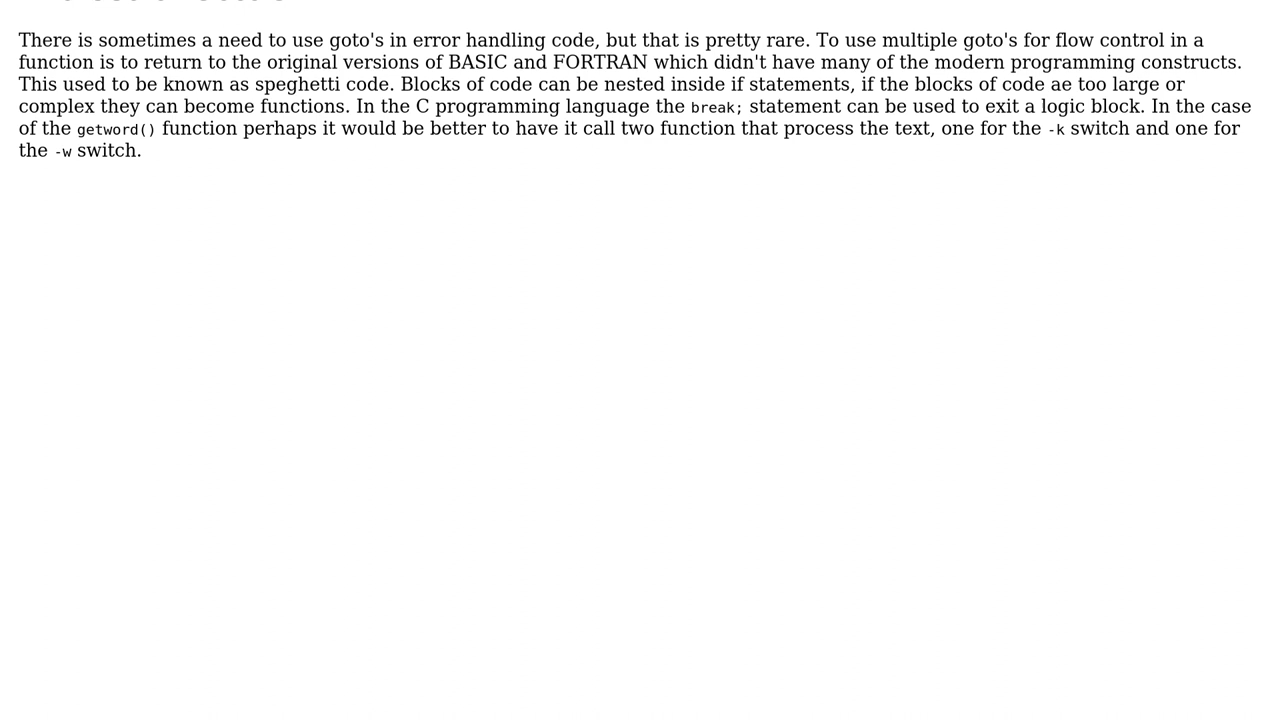 There is sometimes a need to use goto's in error handling code, but that is pretty rare. To use multiple goto's for flow control in a
function is to return to the original versions of BASIC and FORTRAN which didn't have many of the modern programming constructs.
This used to be known as speghetti code. Blocks of code can be nested inside if statements, if the blocks of code ae too large or
complex they can become functions. In the C programming language the break; statement can be used to exit a logic block. In the case
of the getword() function perhaps it would be better to have it call two function that process the text, one for the -k switch and one for
the -w switch.